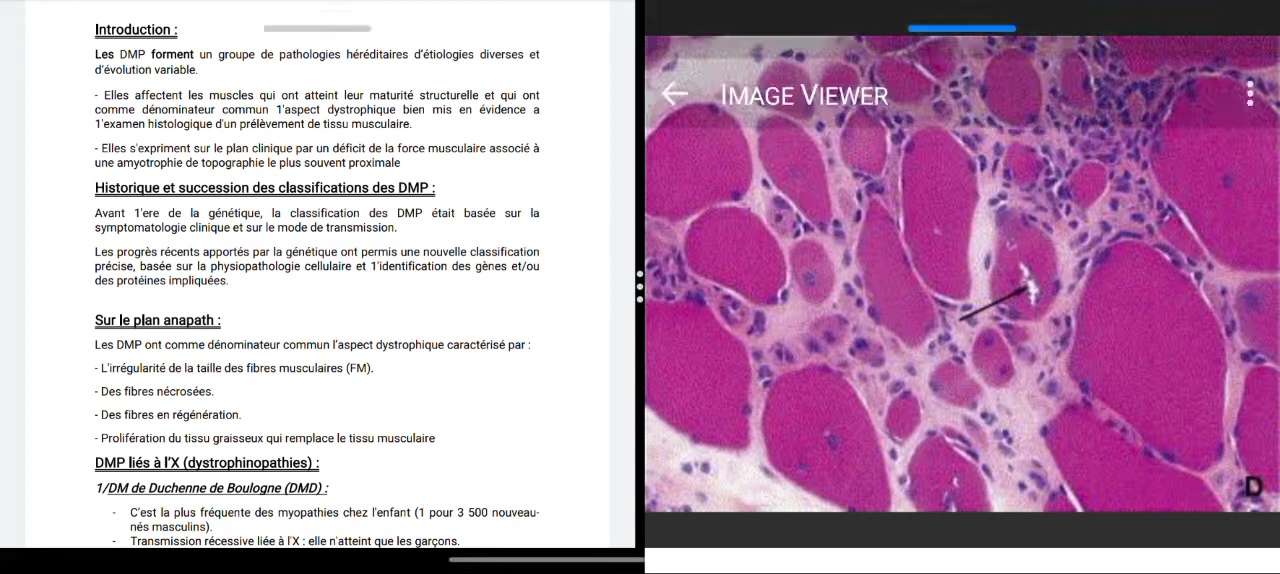 Introduction :
Les DMP forment un groupe de pathologies héréditaires d'étiologies diverses et
d'évolution variable.
- Elles affectent les muscles qui ont atteint leur maturité structurelle et qui ont
comme dénominateur commun 1'aspect dystrophique bien mis en évidence a
1'examen histologique d'un prélèvement de tissu musculaire.
- Elles s'expriment sur le plan clinique par un déficit de la force musculaire associé à
une amyotrophie de topographie le plus souvent proximale
Historique et succession des classifications des DMP :
Avant 1'ere de la génétique, la classification des DMP était basée sur la
symptomatologie clinique et sur le mode de transmission.
Les progrès récents apportés par la génétique ont permis une nouvelle classification
précise, basée sur la physiopathologie cellulaire et 1'identification des gènes et/ou
des protéines impliquées.
Sur le plan anapath :
Les DMP ont comme dénominateur commun l'aspect dystrophique caractérisé par :
- L'irrégularité de la taille des fibres musculaires (FM).
- Des fibres nécrosées.
- Des fibres en régénération.
- Prolifération du tissu graisseux qui remplace le tissu musculaire
DMP liés à l'X (dystrophinopathies) :
1/DM de Duchenne de Boulogne (DMD) :
- C'est la plus fréquente des myopathies chez l'enfant (1 pour 3 500 nouveau-
nés masculins).
- Transmission récessive liée à l'X : elle n'atteint que les garçons.
IMAGE VIEWER
D